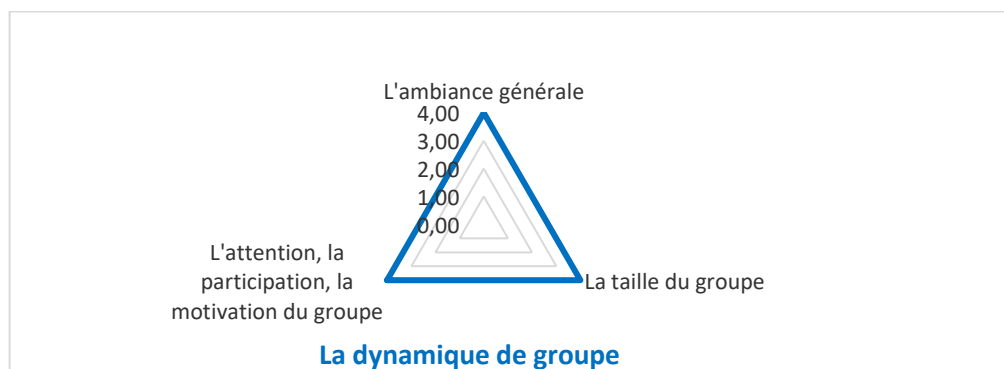 L'ambiance générale
4,00
3,00
2,00
1,00
0,00
L'attention, la
participation, la
motivation du groupe
La taille du groupe
La dynamique de groupe